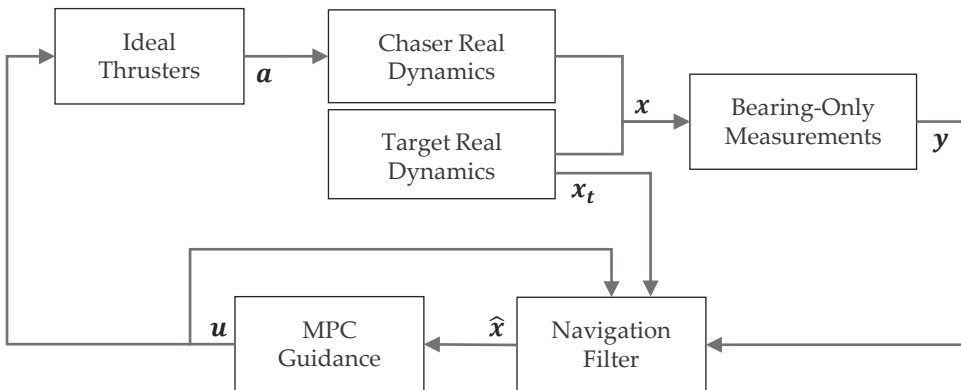 Ideal
Thrusters
a
Chaser Real
Dynamics
Target Real
Dynamics
x
x_t
Bearing-Only
Measurements
y
u
MPC
Guidance
x̂
Navigation
Filter